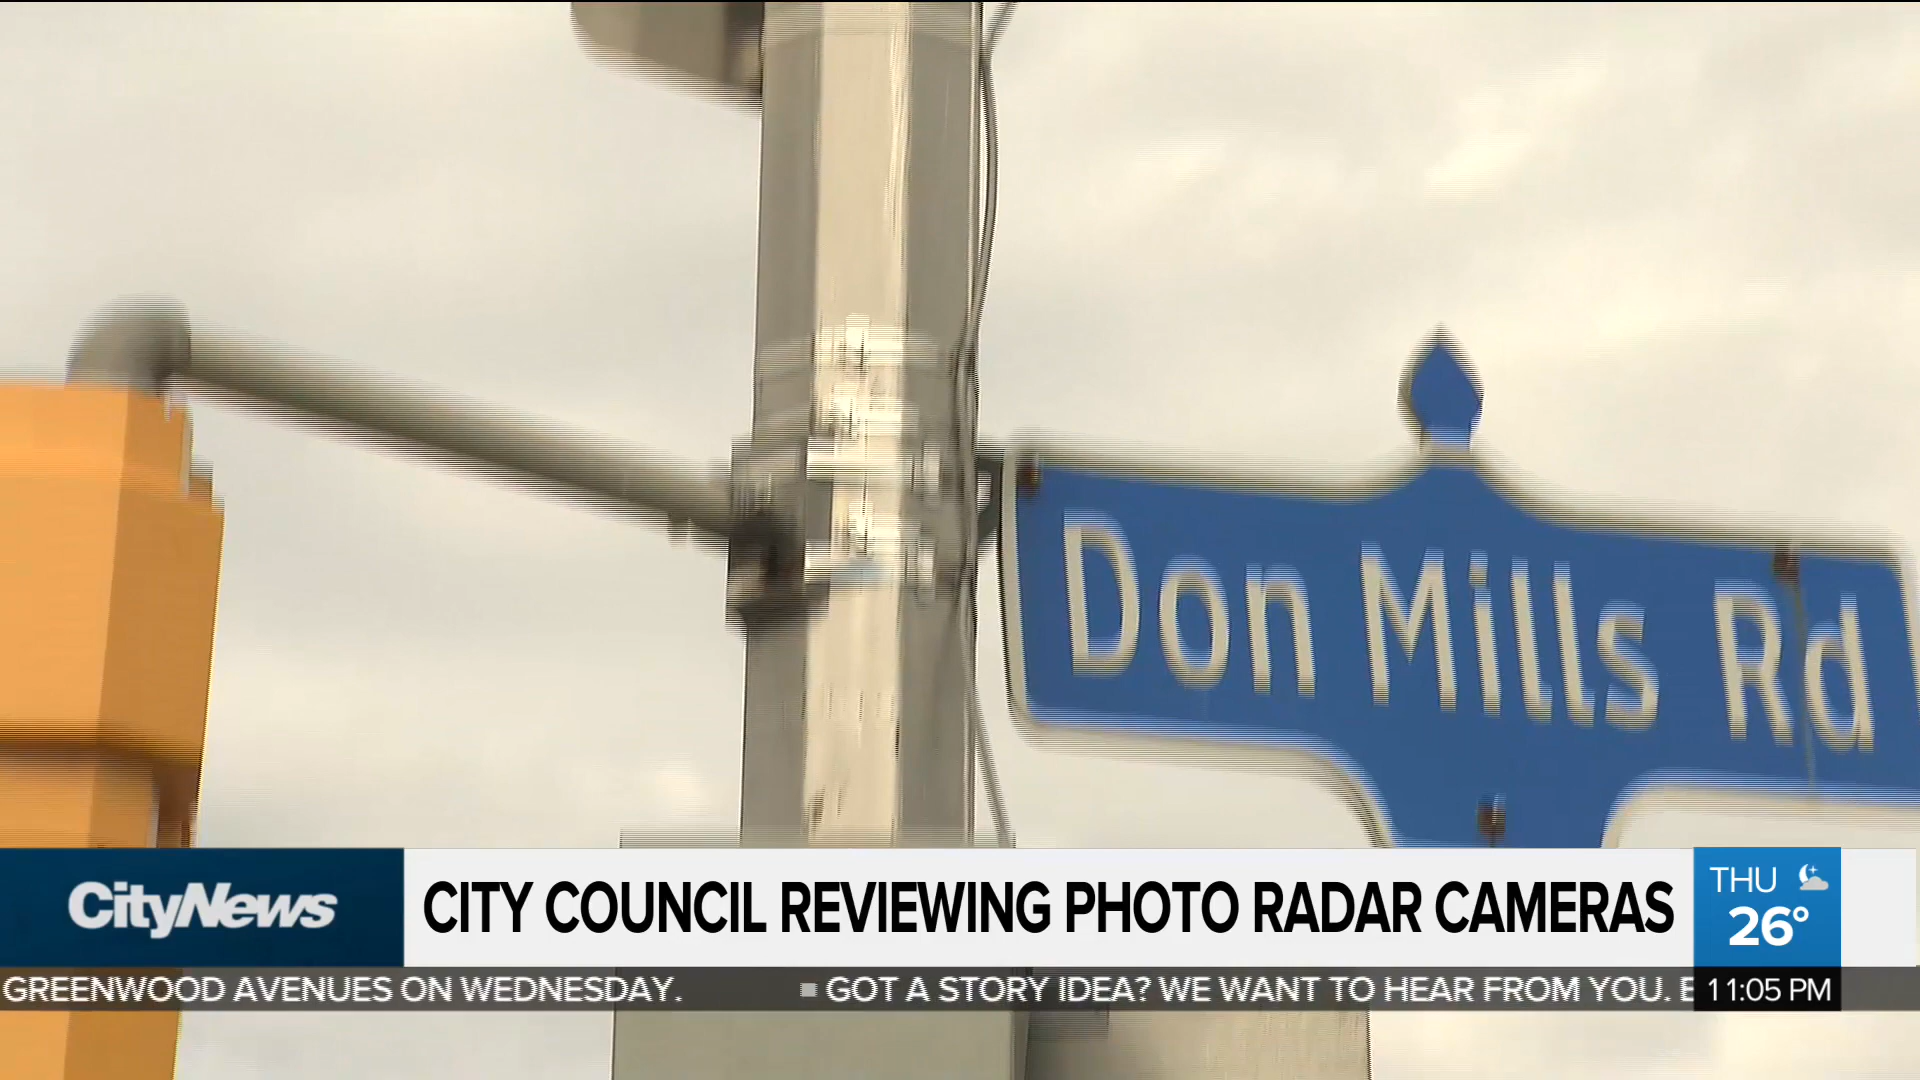 Don Mills Rd
CityNews
CITY COUNCIL REVIEWING PHOTO RADAR CAMERAS
THU
26°
GREENWOOD AVENUES ON WEDNESDAY. ■ GOT A STORY IDEA? WE WANT TO HEAR FROM YOU.
11:05 PM